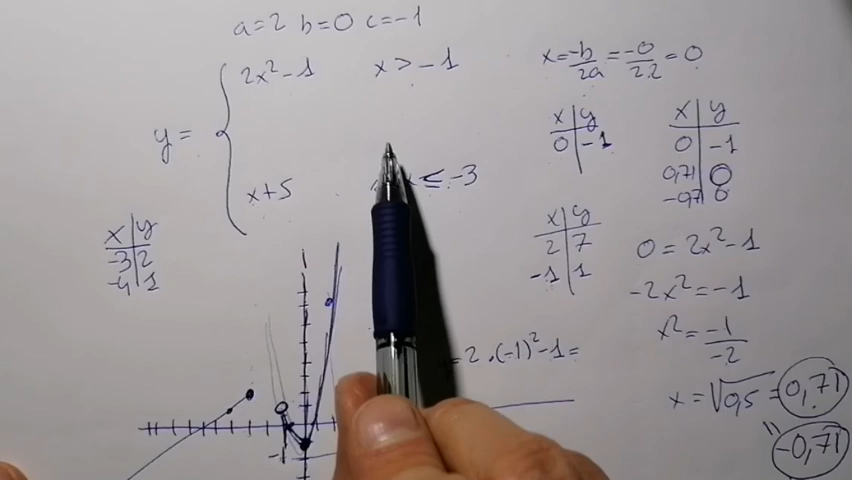 a=2 b=0 c=-1
y= { 2x²-1 x>-1
x+5 x ≤ -3
x | y
-3 | 2
-4 | 1
x = -b/2a = -0/2.2 = 0
x | y
0 | -1
x | y
0 | -1
0,71 | 0
-0,71 | 0
x | y
2 | 7
-1 | 1
0 = 2x²-1
-2x² = -1
x² = -1/-2
x = √0,5 = 0,71
" -0,71
=2.(-1)²-1=
-1